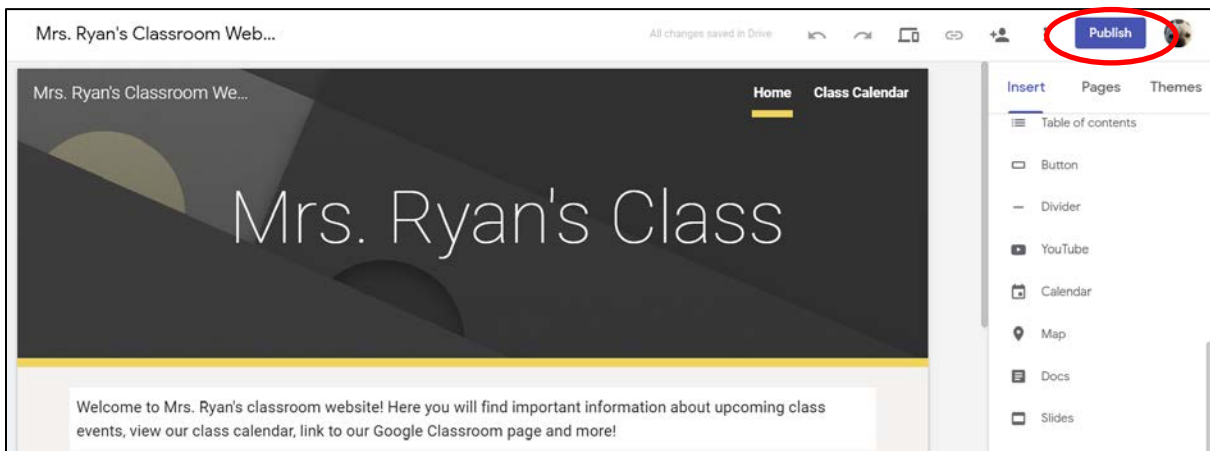 Mrs. Ryan's Classroom Web...
All changes saved in Drive
Publish
Mrs. Ryan's Classroom We...
Home Class Calendar
Mrs. Ryan's Class
Welcome to Mrs. Ryan's classroom website! Here you will find important information about upcoming class
events, view our class calendar, link to our Google Classroom page and more!
Insert Pages Themes
Table of contents
Button
Divider
YouTube
Calendar
Map
Docs
Slides